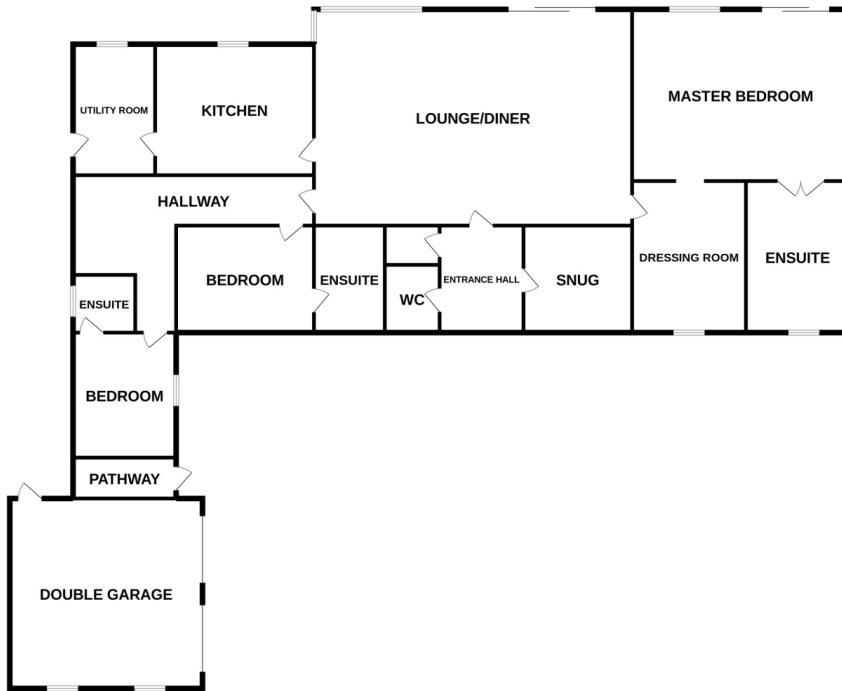 UTILITY ROOM
KITCHEN
LOUNGE/DINER
MASTER BEDROOM
HALLWAY
BEDROOM
ENSUITE
WC
ENTRANCE HALL
SNUG
DRESSING ROOM
ENSUITE
ENSUITE
BEDROOM
PATHWAY
DOUBLE GARAGE